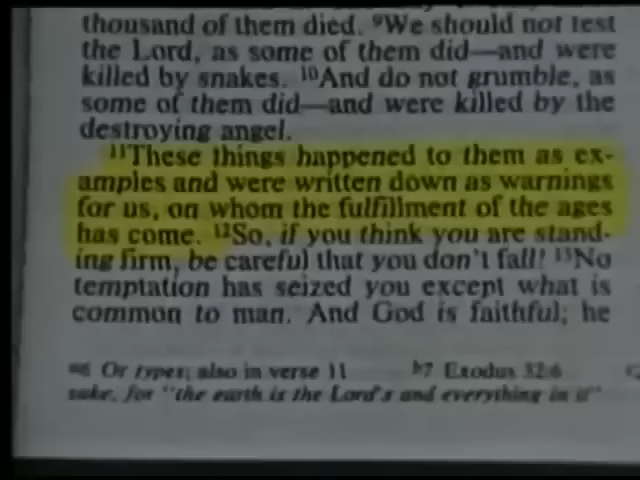 thousand of them died. ⁹We should not test
the Lord, as some of them did—and were
killed by snakes. ¹⁰And do not grumble, as
some of them did—and were killed by the
destroying angel.
¹¹These things happened to them as ex-
amples and were written down as warnings
for us, on whom the fulfillment of the ages
has come. ¹²So, if you think you are stand-
ing firm, be careful that you don't fall! ¹³No
temptation has seized you except what is
common to man. And God is faithful; he
ᵃ6 Or types; also in verse 11 ᵇ7 Exodus 32:6
sake, for "the earth is the Lord's and everything in it"